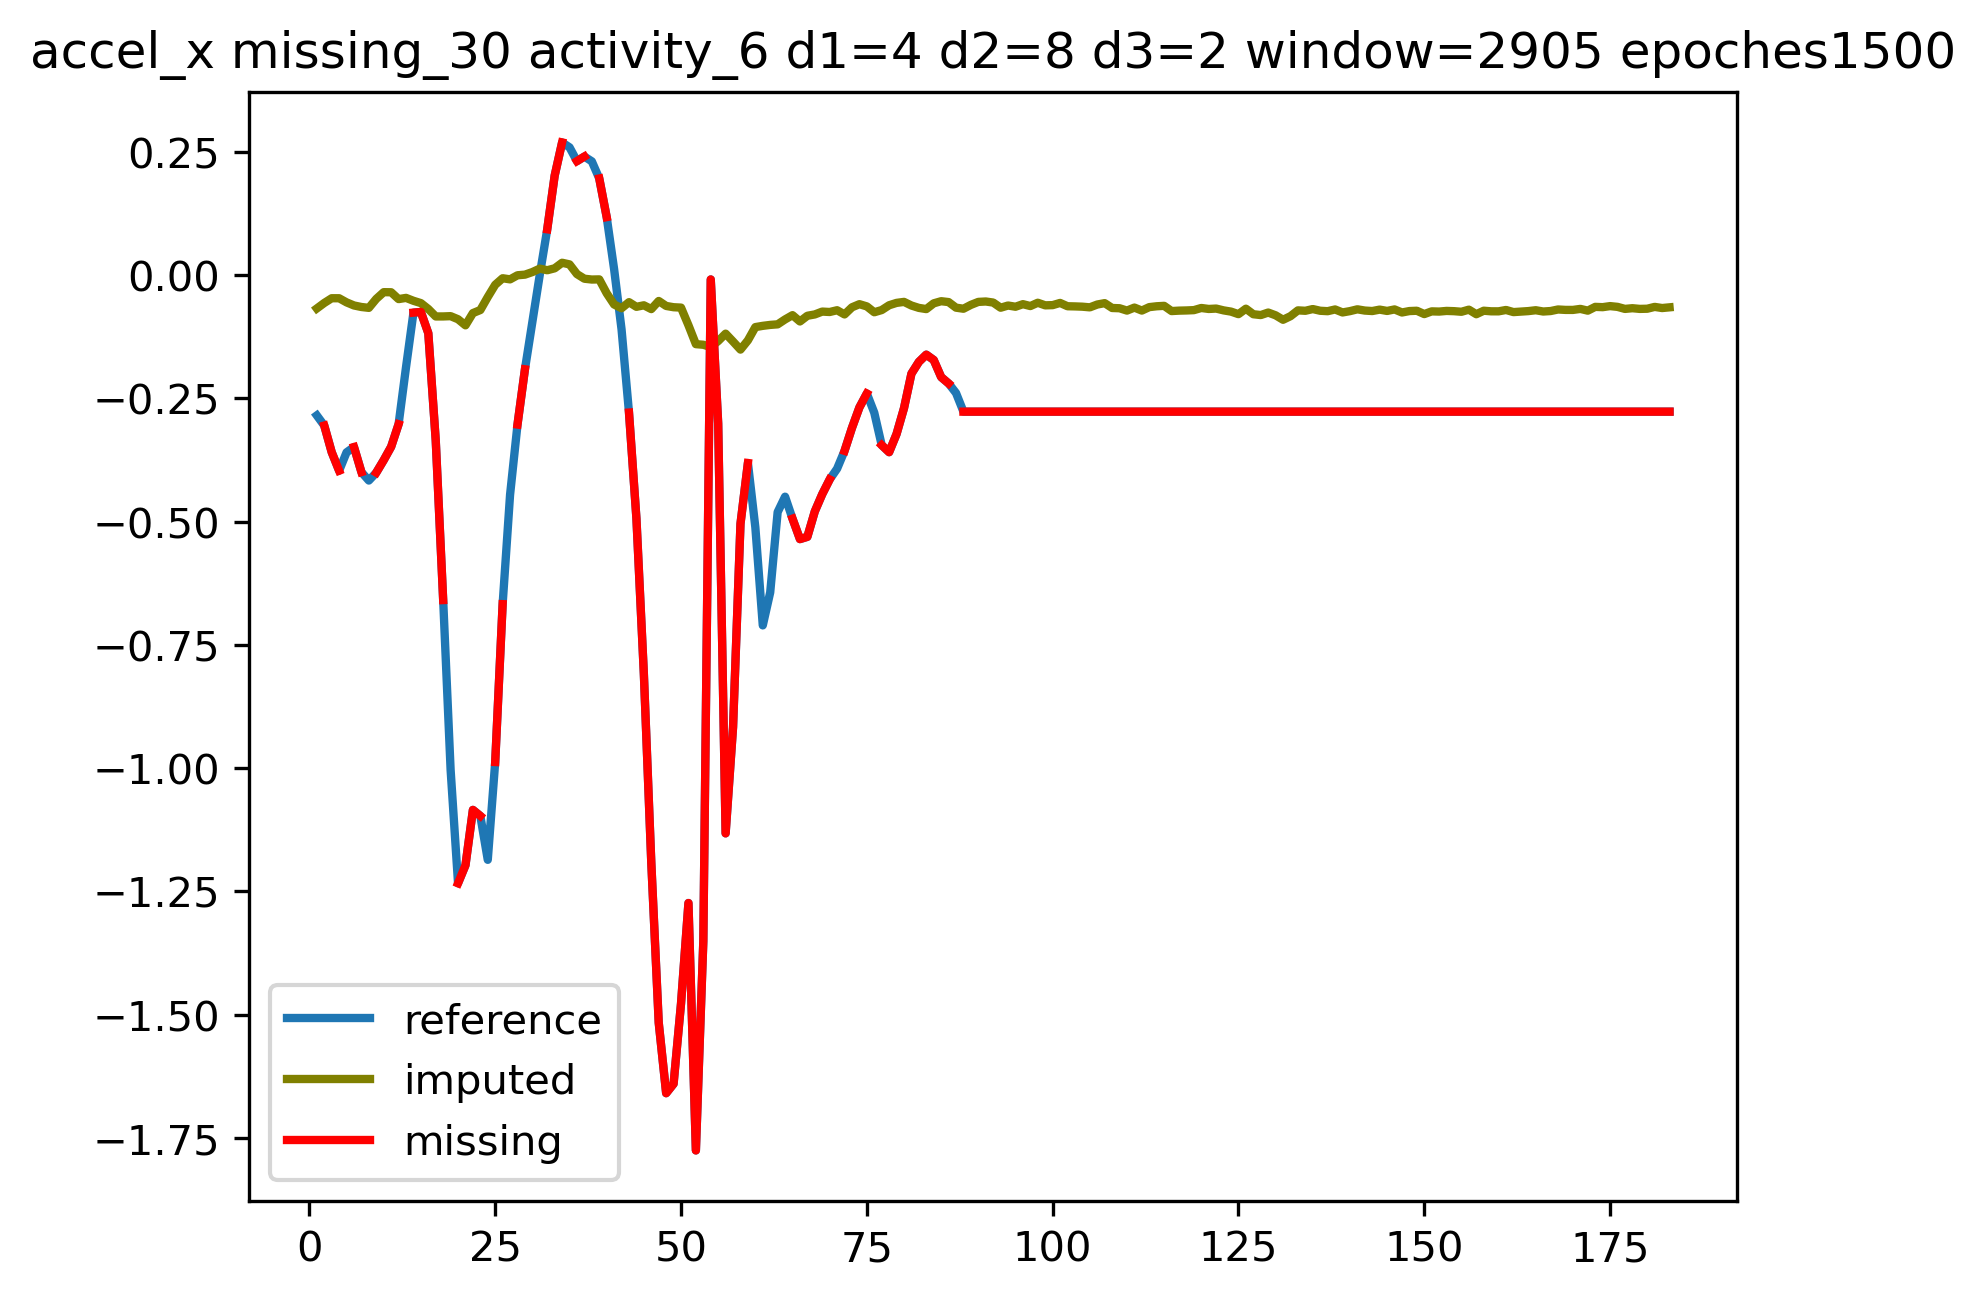 accel_x missing_30 activity_6 d1=4 d2=8 d3=2 window=2905 epoches1500
0.25
0.00
−0.25
−0.50
−0.75
−1.00
−1.25
−1.50
−1.75
reference
imputed
missing
0 25 50 75 100 125 150 175